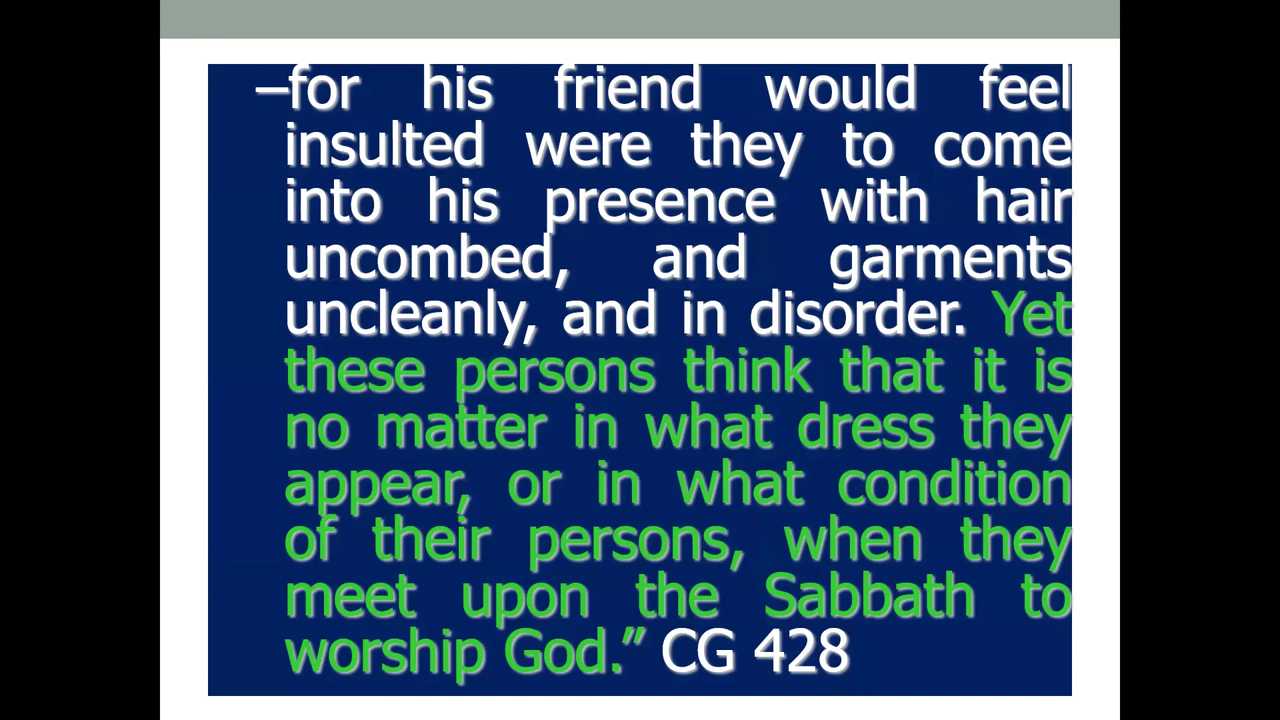 –for his friend would feel
insulted were they to come
into his presence with hair
uncombed, and garments
uncleanly, and in disorder. Yet
these persons think that it is
no matter in what dress they
appear, or in what condition
of their persons, when they
meet upon the Sabbath to
worship God.” CG 428